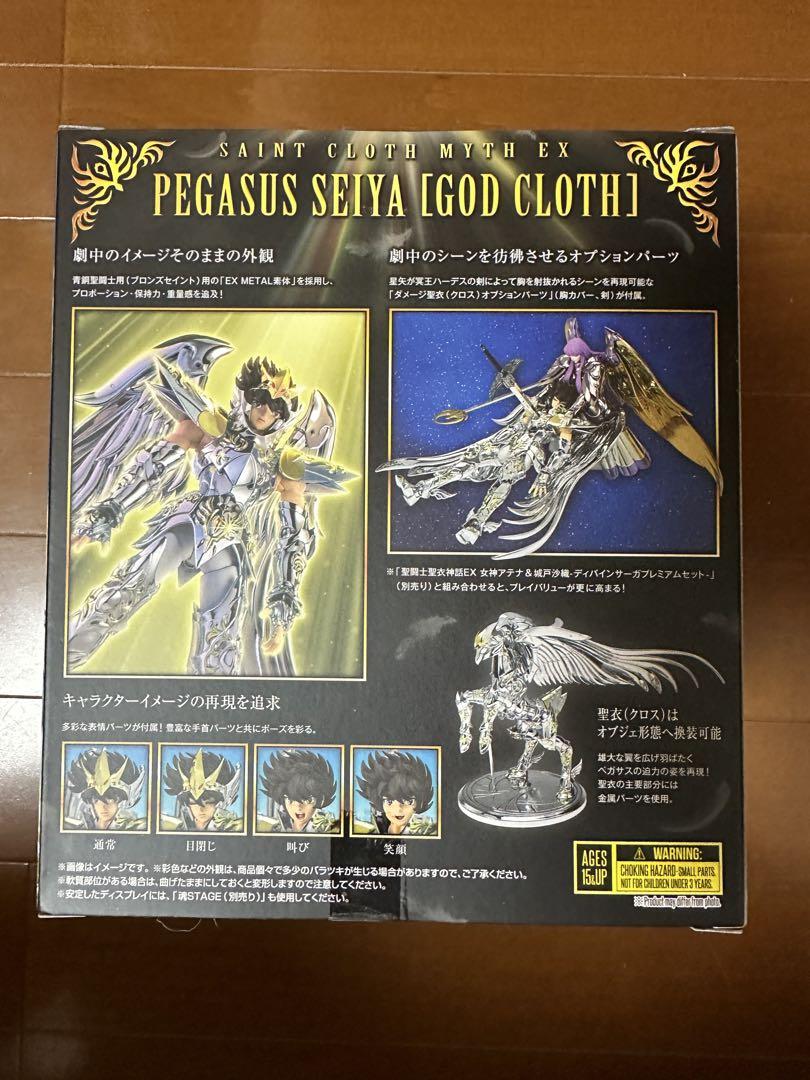 SAINT CLOTH MYTH EX
PEGASUS SEIYA [GOD CLOTH]
劇中のイメージそのままの外観
青銅聖闘士用(ブロンズセイント)用の「EX METAL素体」を採用し、
プロポーション・保持力・重量感を追及!
劇中のシーンを彷彿させるオプションパーツ
星矢が冥王ハーデスの剣によって胸を射抜かれるシーンを再現可能な
「ダメージ聖衣(クロス)オプションパーツ」(胸カバー、剣)が付属。
※「聖闘士聖衣神話EX 女神アテナ&城戸沙織-ディバインサーガプレミアムセット-」
(別売り)と組み合わせると、プレイバリューが更に高まる!
キャラクターイメージの再現を追求
多彩な表情パーツが付属!豊富な手首パーツと共にポーズを彩る。
通常
目閉じ
叫び
笑顔
聖衣(クロス)は
オブジェ形態へ換装可能
雄大な翼を広げ羽ばたく
ペガサスの迫力の姿を再現!
聖衣の主要部分には
金属パーツを使用。
※画像はイメージです。※彩色などの外観は、商品個々で多少のバラツキが生じる場合がありますので、ご了承ください。
※軟質部位がある場合は、曲げたままにしておくと変形しますので注意してください。
※安定したディスプレイには、「魂STAGE(別売り)」も使用してください。
AGES
15&UP
⚠ WARNING:
CHOKING HAZARD-SMALL PARTS.
NOT FOR CHILDREN UNDER 3 YEARS.
※Product may differ from photo.